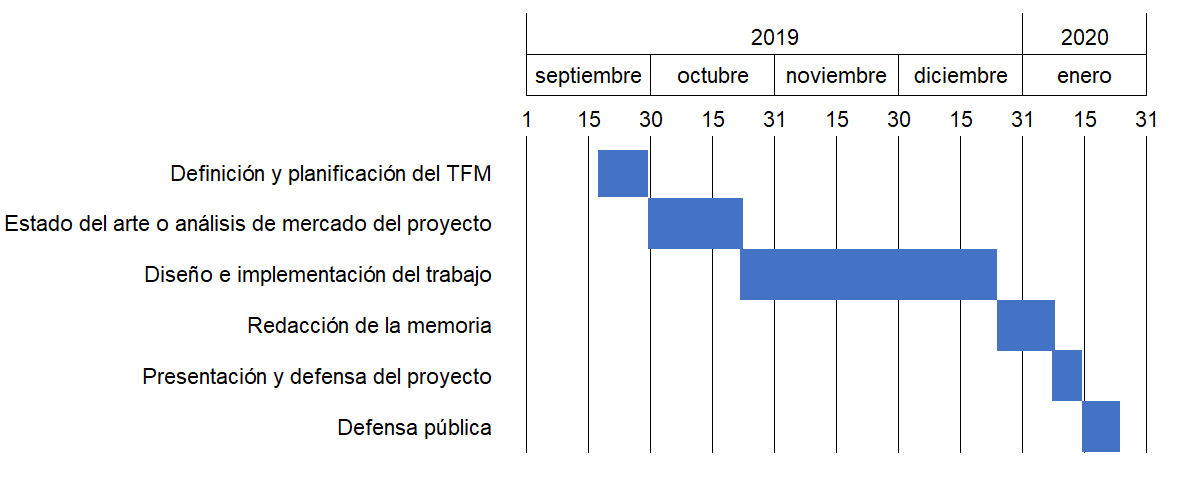 2019 2020
septiembre octubre noviembre diciembre enero
1 15 30 15 31 15 30 15 31 15 31
Definición y planificación del TFM
Estado del arte o análisis de mercado del proyecto
Diseño e implementación del trabajo
Redacción de la memoria
Presentación y defensa del proyecto
Defensa pública